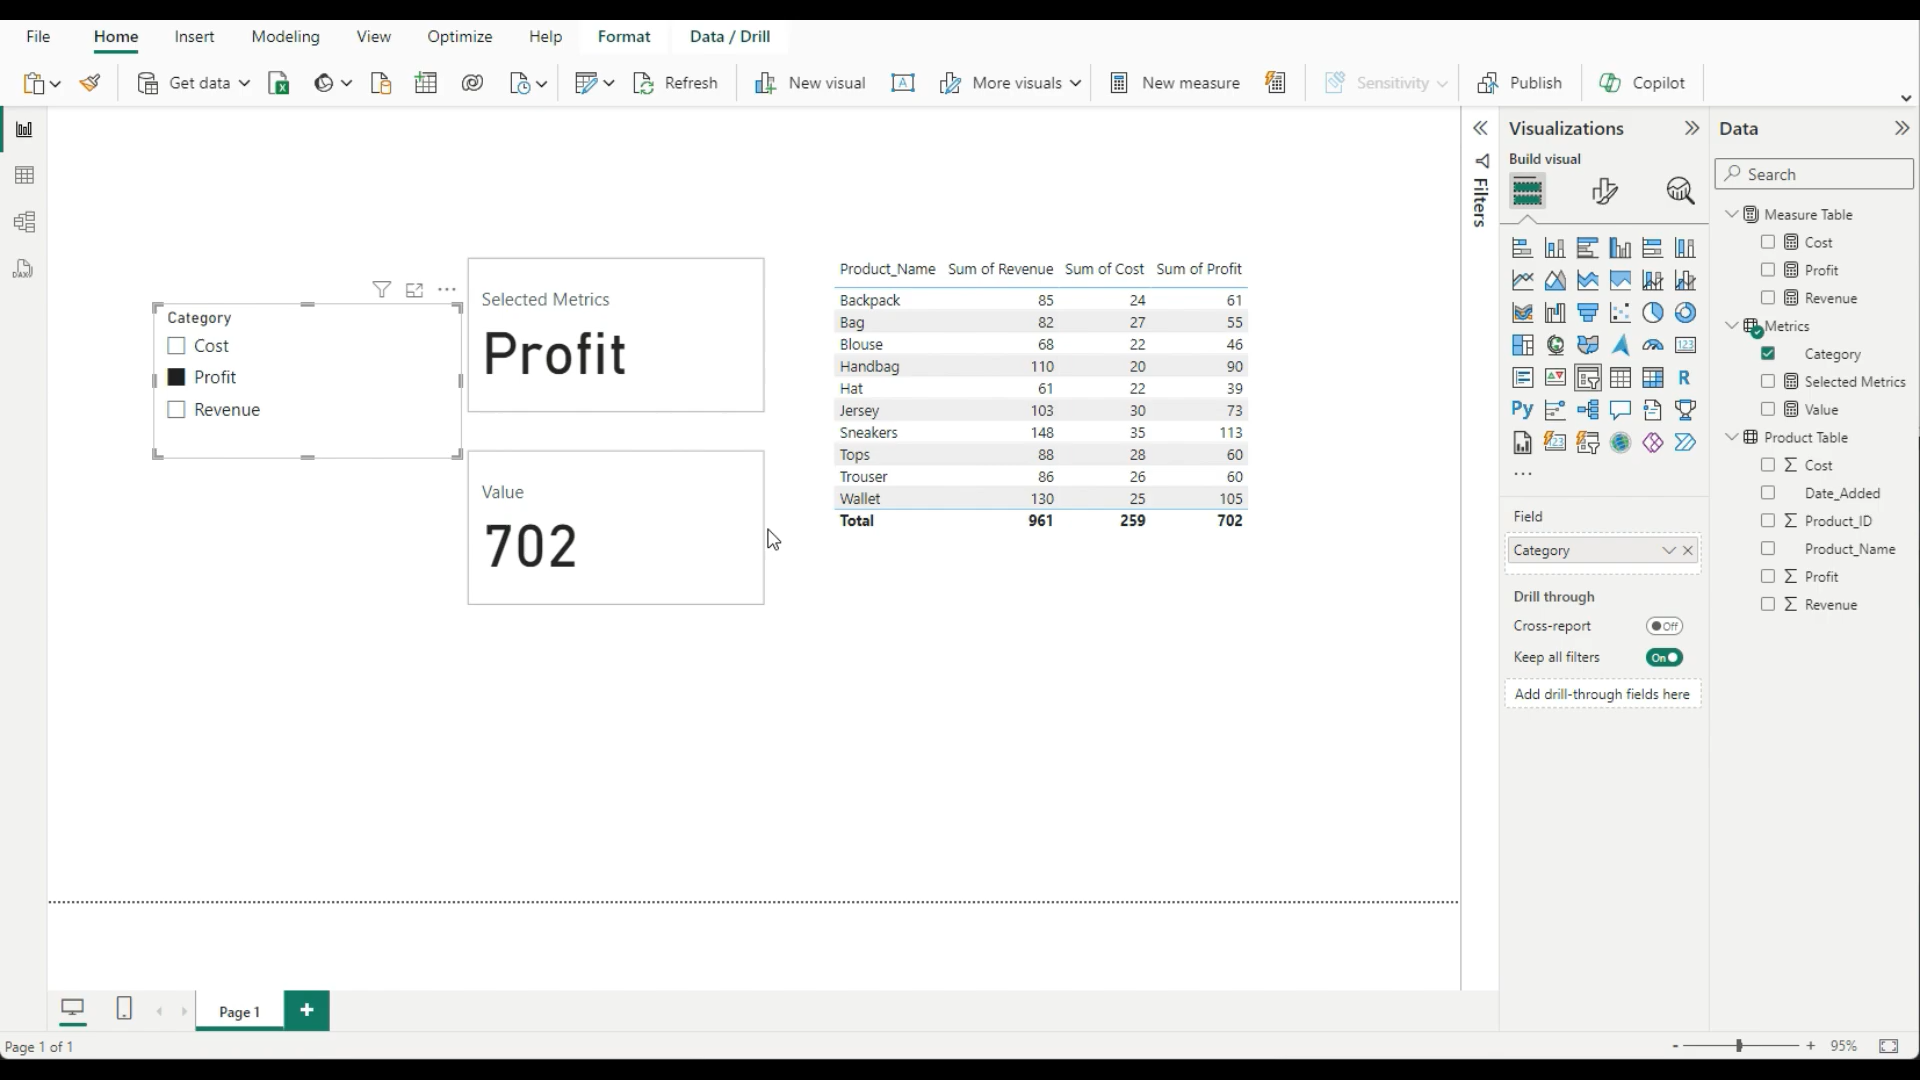 File Home Insert Modeling View Optimize Help Format Data / Drill
Get data Refresh New visual A More visuals New measure Sensitivity Publish Copilot
Category
Cost
Profit
Revenue
Selected Metrics
Profit
Value
702
Product_Name Sum of Revenue Sum of Cost Sum of Profit
Backpack 85 24 61
Bag 82 27 55
Blouse 68 22 46
Handbag 110 20 90
Hat 61 22 39
Jersey 103 30 73
Sneakers 148 35 113
Tops 88 28 60
Trouser 86 26 60
Wallet 130 25 105
Total 961 259 702
Filters
Visualizations
Build visual
123
R
Py
123
Field
Category
Drill through
Cross-report Off
Keep all filters On
Add drill-through fields here
Data
Search
Measure Table
Cost
Profit
Revenue
Metrics
Category
Selected Metrics
Value
Product Table
Σ Cost
Date_Added
Σ Product_ID
Product_Name
Σ Profit
Σ Revenue
DAX
Page 1 +
Page 1 of 1
- + 95%